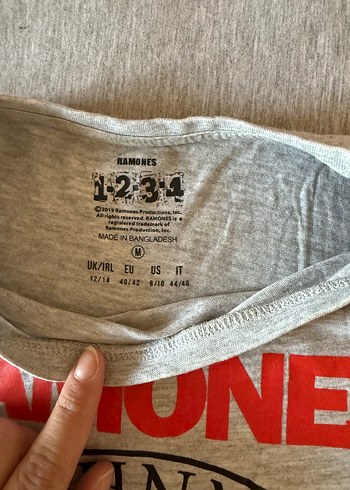 RAMONES
1-2-3-4
©2019 Ramones Productions, Inc.
All rights reserved. RAMONES is a
registered trademark of
Ramones Production, Inc.
MADE IN BANGLADESH
M
UK/IRL EU US IT
12/14 40/42 8/10 44/46